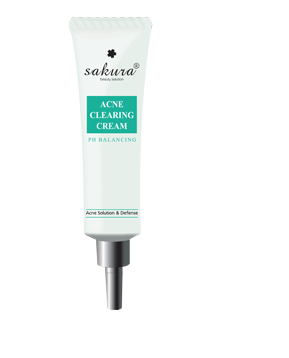 sakura®
beauty solution
ACNE
CLEARING
CREAM
PH BALANCING
Acne Solution & Defense